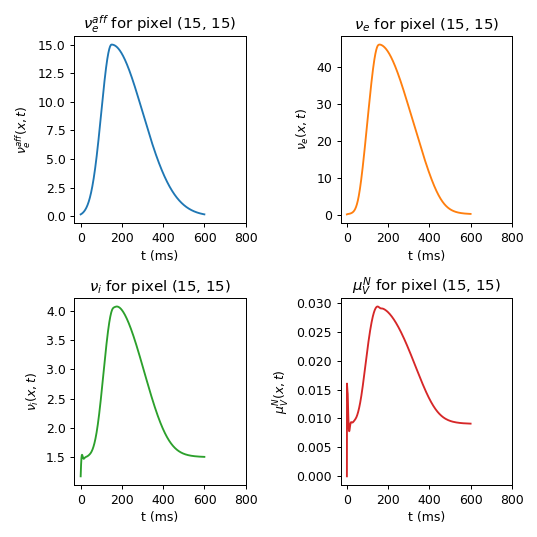 ν_e^{aff} for pixel (15, 15)
15.0
12.5
10.0
7.5
5.0
2.5
0.0
ν_e^{aff}(x, t)
0 200 400 600 800
t (ms)
ν_e for pixel (15, 15)
40
30
20
10
0
ν_e(x, t)
0 200 400 600 800
t (ms)
ν_i for pixel (15, 15)
4.0
3.5
3.0
2.5
2.0
1.5
ν_i(x, t)
0 200 400 600 800
t (ms)
μ_V^N for pixel (15, 15)
0.030
0.025
0.020
0.015
0.010
0.005
0.000
μ_V^N(x, t)
0 200 400 600 800
t (ms)